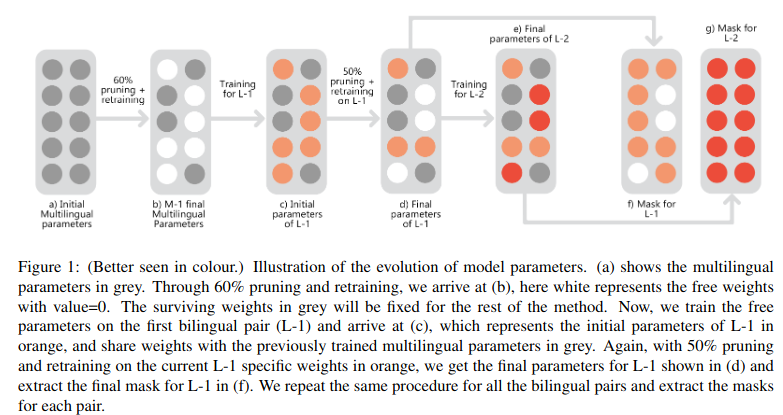 e) Final
parameters of L-2
g) Mask for
L-2
60%
pruning +
retraining
Training
for L-1
50%
pruning +
retraining
on L-1
Training
for L-2
a) Initial
Multilingual
parameters
b) M-1 final
Multilingual
Parameters
c) Initial
parameters
of L-1
d) Final
parameters
of L-1
f) Mask for
L-1
Figure 1: (Better seen in colour.) Illustration of the evolution of model parameters. (a) shows the multilingual
parameters in grey. Through 60% pruning and retraining, we arrive at (b), here white represents the free weights
with value=0. The surviving weights in grey will be fixed for the rest of the method. Now, we train the free
parameters on the first bilingual pair (L-1) and arrive at (c), which represents the initial parameters of L-1 in
orange, and share weights with the previously trained multilingual parameters in grey. Again, with 50% pruning
and retraining on the current L-1 specific weights in orange, we get the final parameters for L-1 shown in (d) and
extract the final mask for L-1 in (f). We repeat the same procedure for all the bilingual pairs and extract the masks
for each pair.